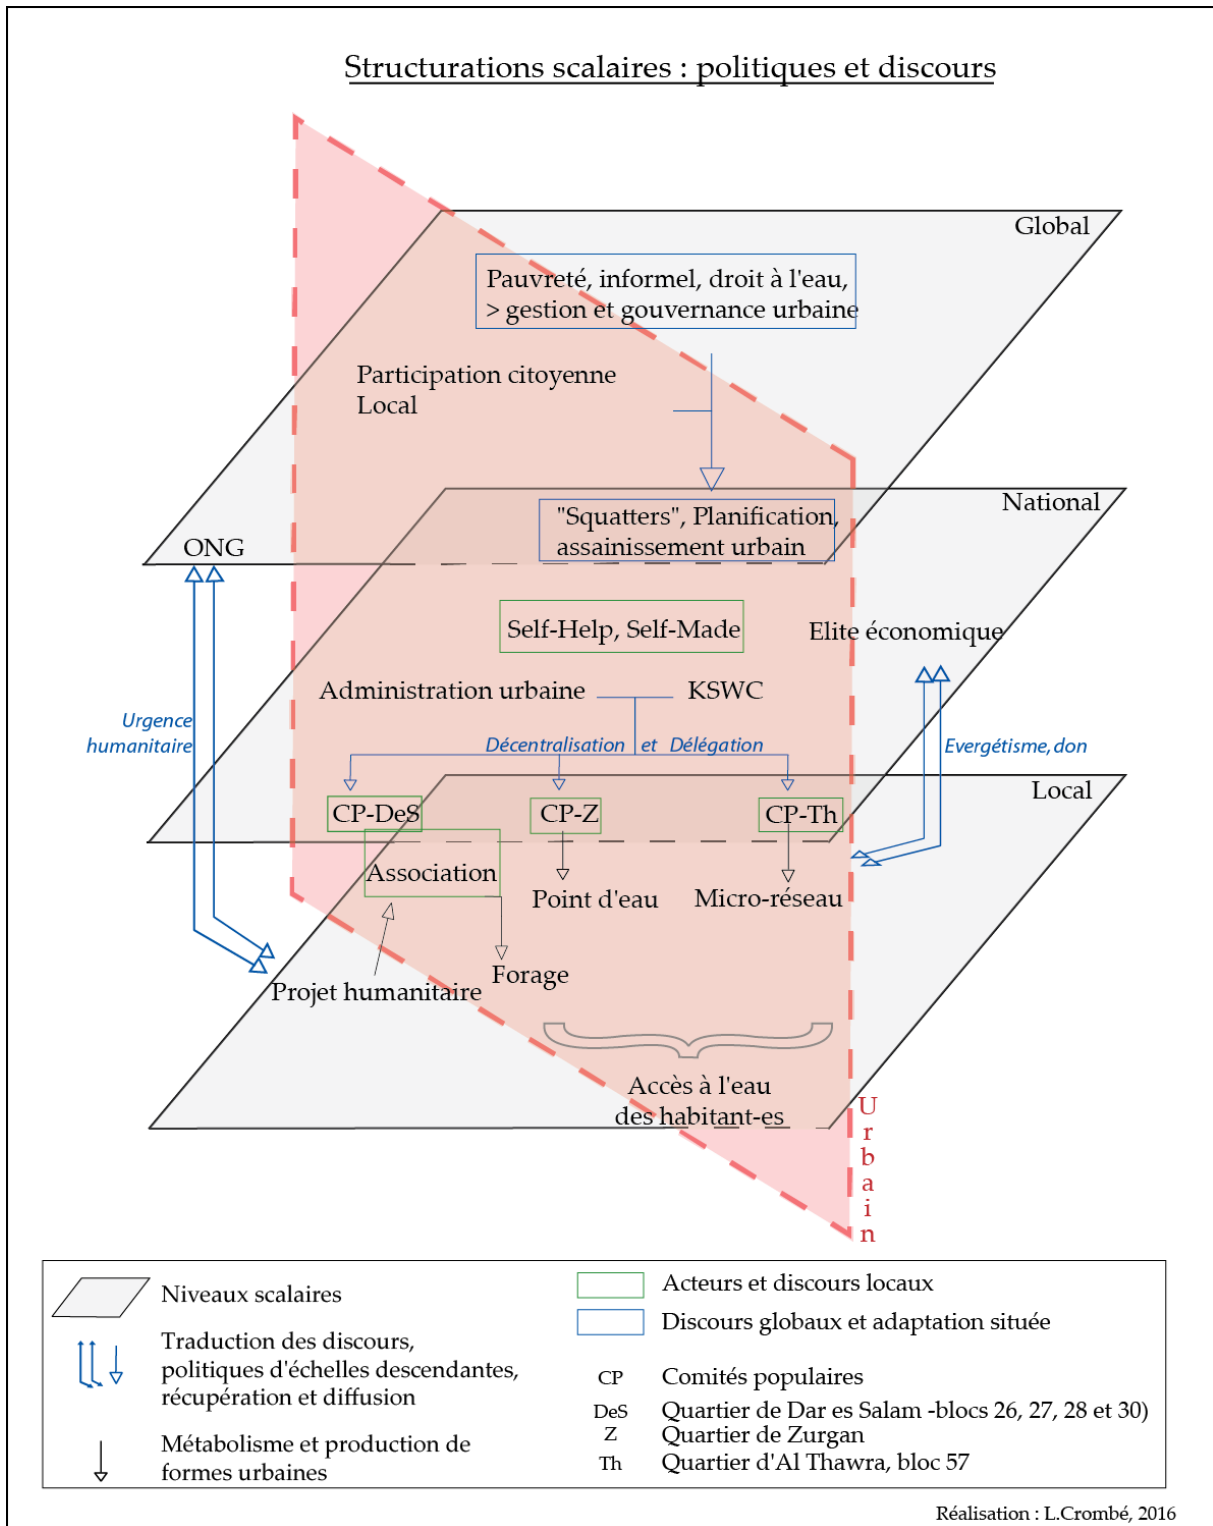 Structurations scalaires : politiques et discours
Global
Pauvreté, informel, droit à l'eau,
> gestion et gouvernance urbaine
Participation citoyenne
Local
National
"Squatters", Planification,
assainissement urbain
ONG
Self-Help, Self-Made
Elite économique
Administration urbaine
KSWC
Urgence
humanitaire
Décentralisation et Délégation
Evergétisme, don
Local
CP-DeS
CP-Z
CP-Th
Association
Point d'eau
Micro-réseau
Forage
Projet humanitaire
Accès à l'eau
des habitant-es
Urbain
Niveaux scalaires
Traduction des discours,
politiques d'échelles descendantes,
récupération et diffusion
Métabolisme et production de
formes urbaines
Acteurs et discours locaux
Discours globaux et adaptation située
CP Comités populaires
DeS Quartier de Dar es Salam -blocs 26, 27, 28 et 30)
Z Quartier de Zurgan
Th Quartier d'Al Thawra, bloc 57
Réalisation : L.Crombé, 2016